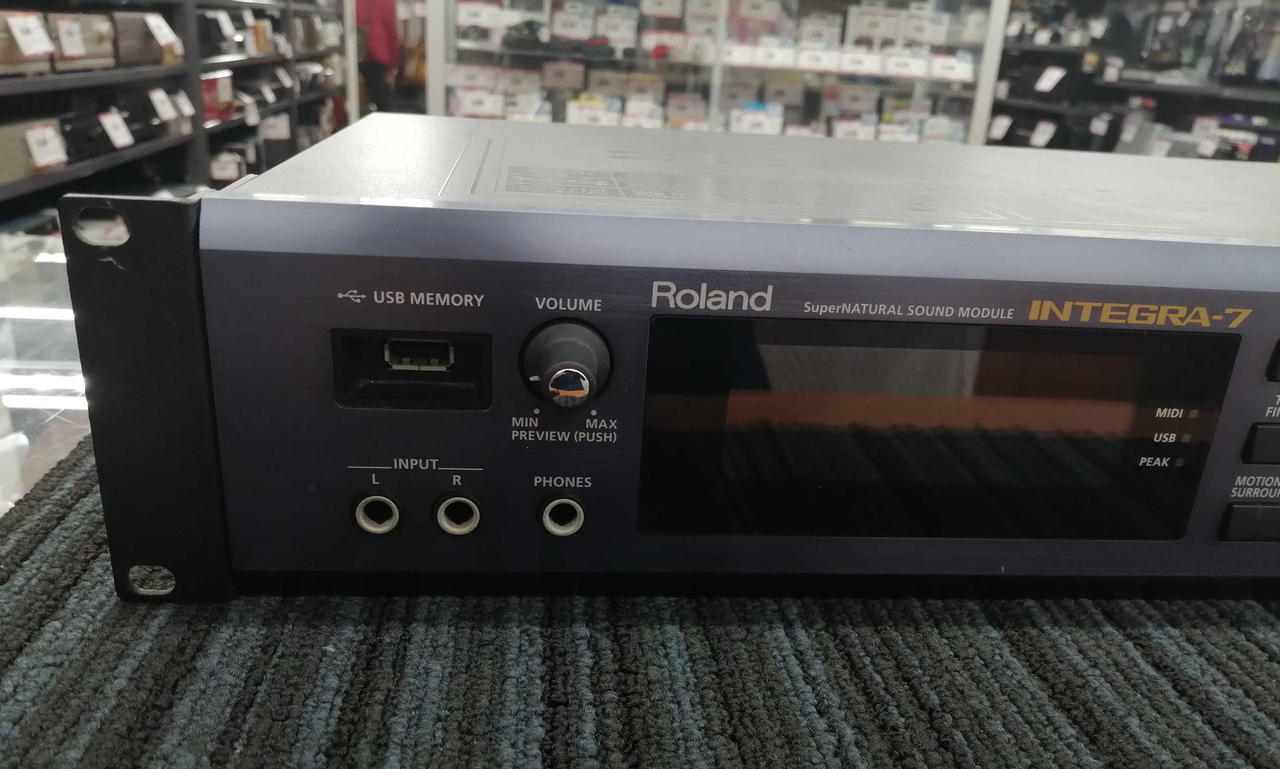 USB MEMORY
VOLUME
Roland
SuperNATURAL SOUND MODULE
INTEGRA-7
MIN
MAX
PREVIEW (PUSH)
INPUT
L
R
PHONES
MIDI
USB
PEAK